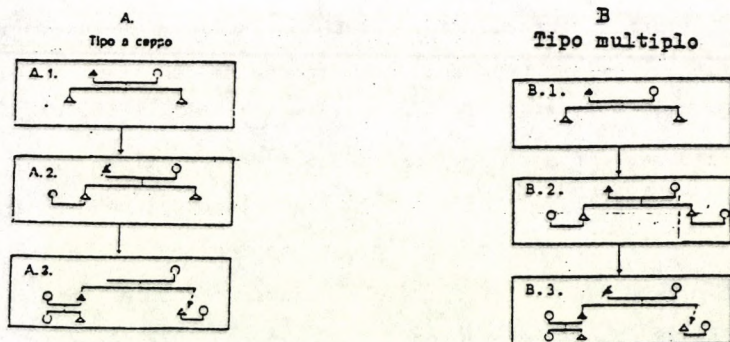 A.
Tipo a ceppo
A.1.
A.2.
A.3.
B
Tipo multiplo
B.1.
B.2.
B.3.